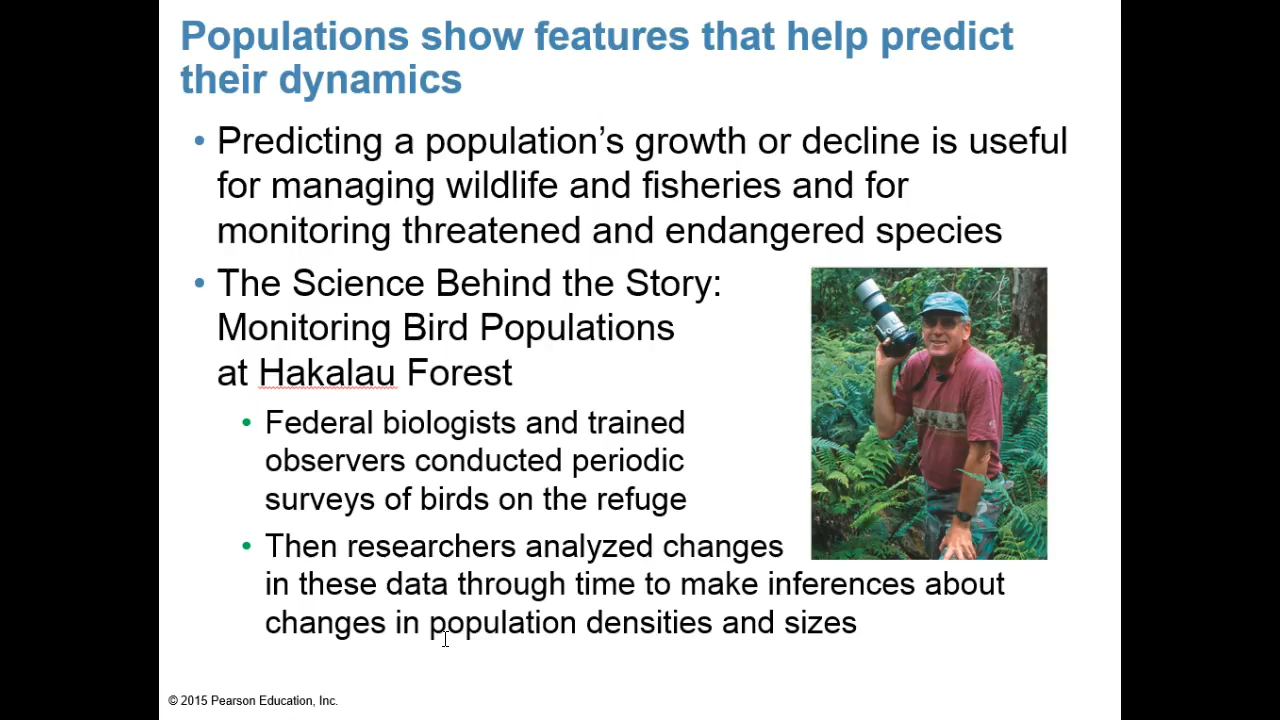 Populations show features that help predict
their dynamics
• Predicting a population’s growth or decline is useful
for managing wildlife and fisheries and for
monitoring threatened and endangered species
• The Science Behind the Story:
Monitoring Bird Populations
at Hakalau Forest
• Federal biologists and trained
observers conducted periodic
surveys of birds on the refuge
• Then researchers analyzed changes
in these data through time to make inferences about
changes in population densities and sizes
© 2015 Pearson Education, Inc.